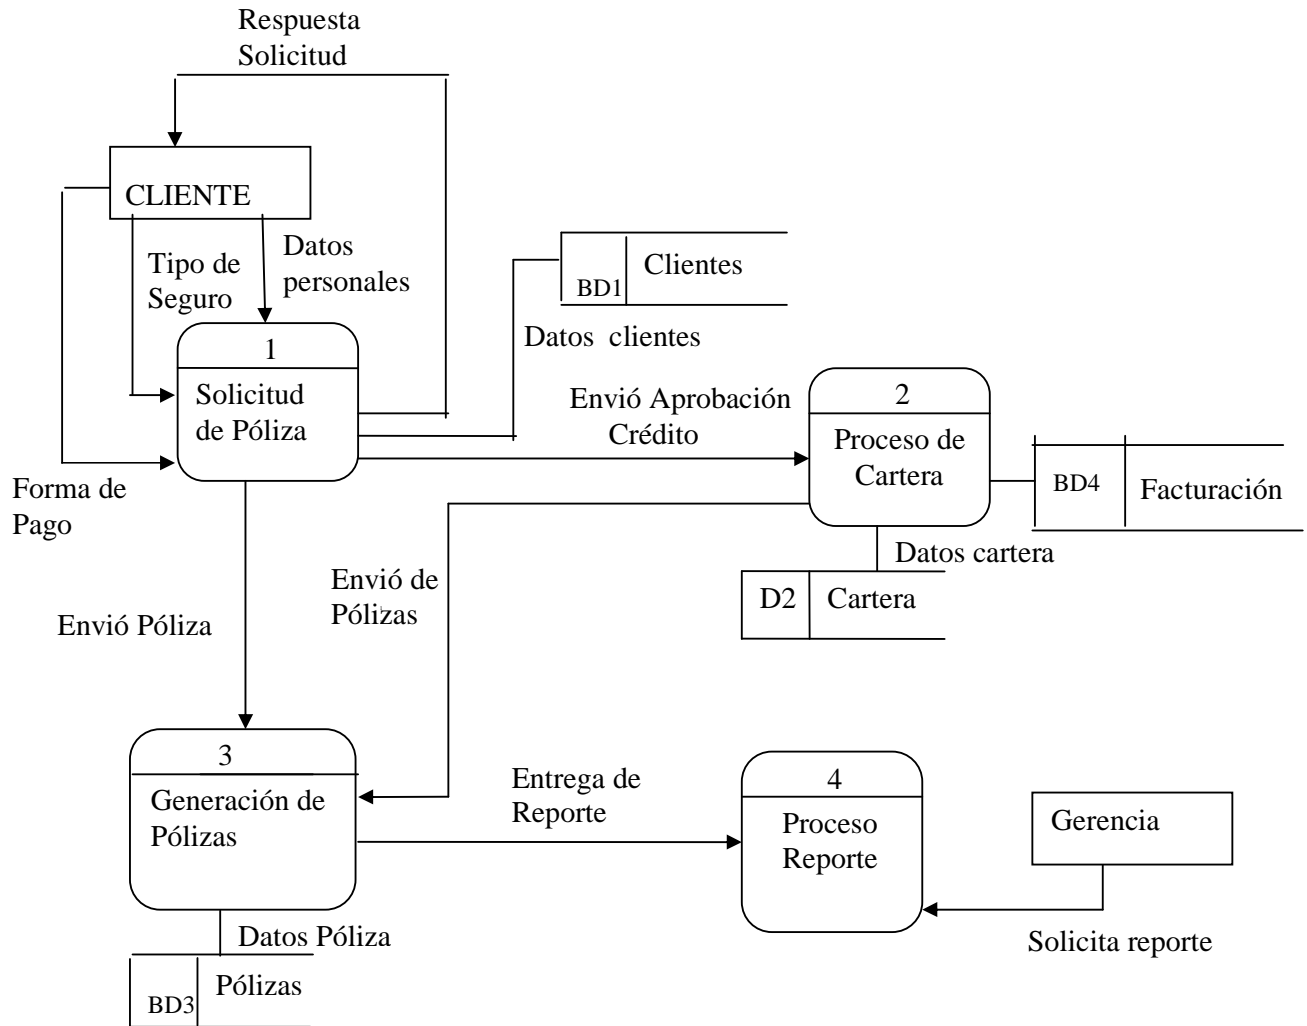 Respuesta
Solicitud
CLIENTE
Tipo de
Seguro
Datos
personales
Forma de
Pago
1
Solicitud
de Póliza
BD1
Clientes
Datos clientes
Envió Aprobación
Crédito
2
Proceso de
Cartera
BD4
Facturación
Datos cartera
D2
Cartera
Envió de
Pólizas
Envió Póliza
3
Generación de
Pólizas
Entrega de
Reporte
4
Proceso
Reporte
Gerencia
Solicita reporte
Datos Póliza
BD3
Pólizas